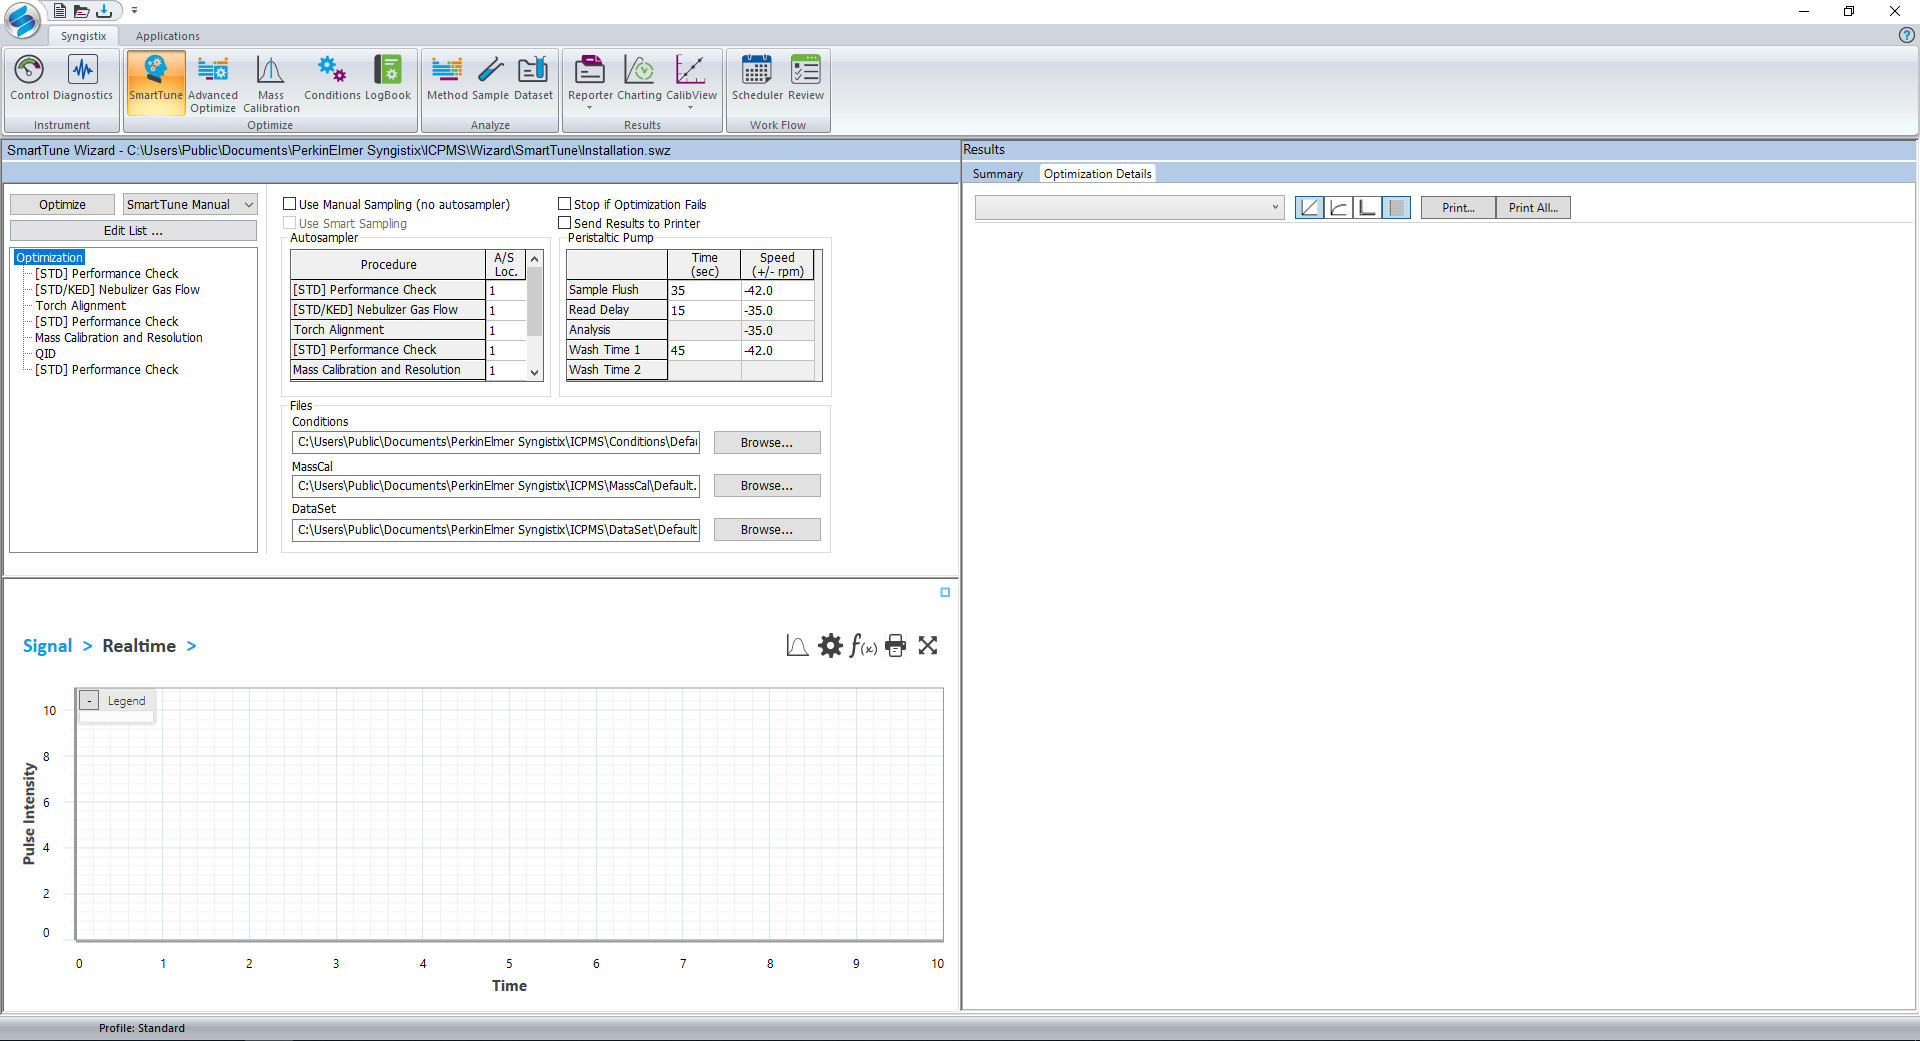 Syngistix Applications
Control Diagnostics SmartTune Advanced Optimize Mass Calibration Conditions LogBook Method Sample Dataset Reporter Charting CalibView Scheduler Review
Instrument Optimize Analyze Results Work Flow
SmartTune Wizard - C:\Users\Public\Documents\PerkinElmer Syngistix\ICPMS\Wizard\SmartTune\Installation.swz
Optimize SmartTune Manual
Edit List ...
Optimization
[STD] Performance Check
[STD/KED] Nebulizer Gas Flow
Torch Alignment
[STD] Performance Check
Mass Calibration and Resolution
QID
[STD] Performance Check
Use Manual Sampling (no autosampler)
Use Smart Sampling
Stop if Optimization Fails
Send Results to Printer
Autosampler
Procedure A/S Loc.
[STD] Performance Check 1
[STD/KED] Nebulizer Gas Flow 1
Torch Alignment 1
[STD] Performance Check 1
Mass Calibration and Resolution 1
Peristaltic Pump
Time (sec) Speed (+/- rpm)
Sample Flush 35 -42.0
Read Delay 15 -35.0
Analysis -35.0
Wash Time 1 45 -42.0
Wash Time 2
Files
Conditions
C:\Users\Public\Documents\PerkinElmer Syngistix\ICPMS\Conditions\Defau Browse...
MassCal
C:\Users\Public\Documents\PerkinElmer Syngistix\ICPMS\MassCal\Default. Browse...
DataSet
C:\Users\Public\Documents\PerkinElmer Syngistix\ICPMS\DataSet\Default Browse...
Signal > Realtime >
f(x)
- Legend
10
8
6
4
2
0
Pulse Intensity
0 1 2 3 4 5 6 7 8 9 10
Time
Results
Summary Optimization Details
Print... Print All...
Profile: Standard